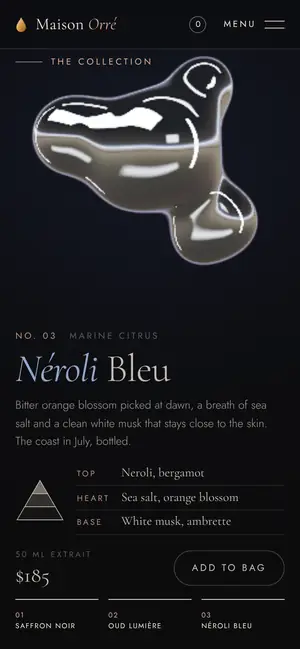 Maison Orré
0
MENU
THE COLLECTION
NO. 03 MARINE CITRUS
Néroli Bleu
Bitter orange blossom picked at dawn, a breath of sea
salt and a clean white musk that stays close to the skin.
The coast in July, bottled.
TOP Neroli, bergamot
HEART Sea salt, orange blossom
BASE White musk, ambrette
50 ML EXTRAIT
$185
ADD TO BAG
01
SAFFRON NOIR
02
OUD LUMIÈRE
03
NÉROLI BLEU